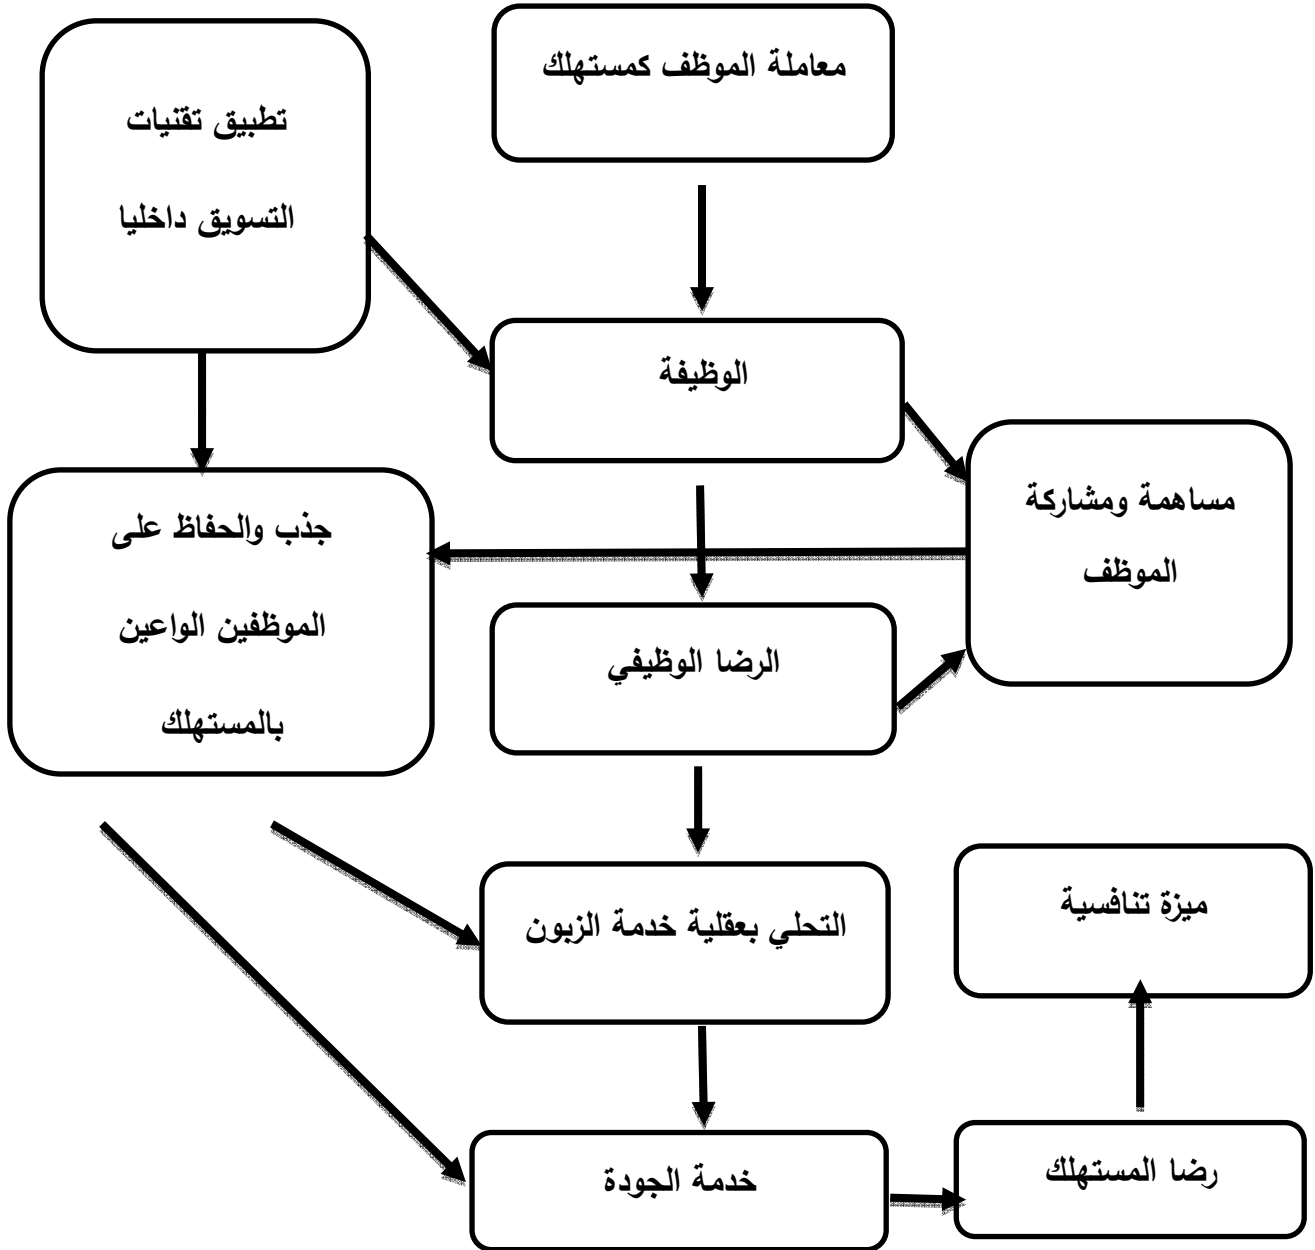 معاملة الموظف كمستهلك
تطبيق تقنيات
التسويق داخليا
الوظيفة
مساهمة ومشاركة
الموظف
جذب والحفاظ على
الموظفين الواعين
بالمستهلك
الرضا الوظيفي
ميزة تنافسية
التحلي بعقلية خدمة الزبون
رضا المستهلك
خدمة الجودة